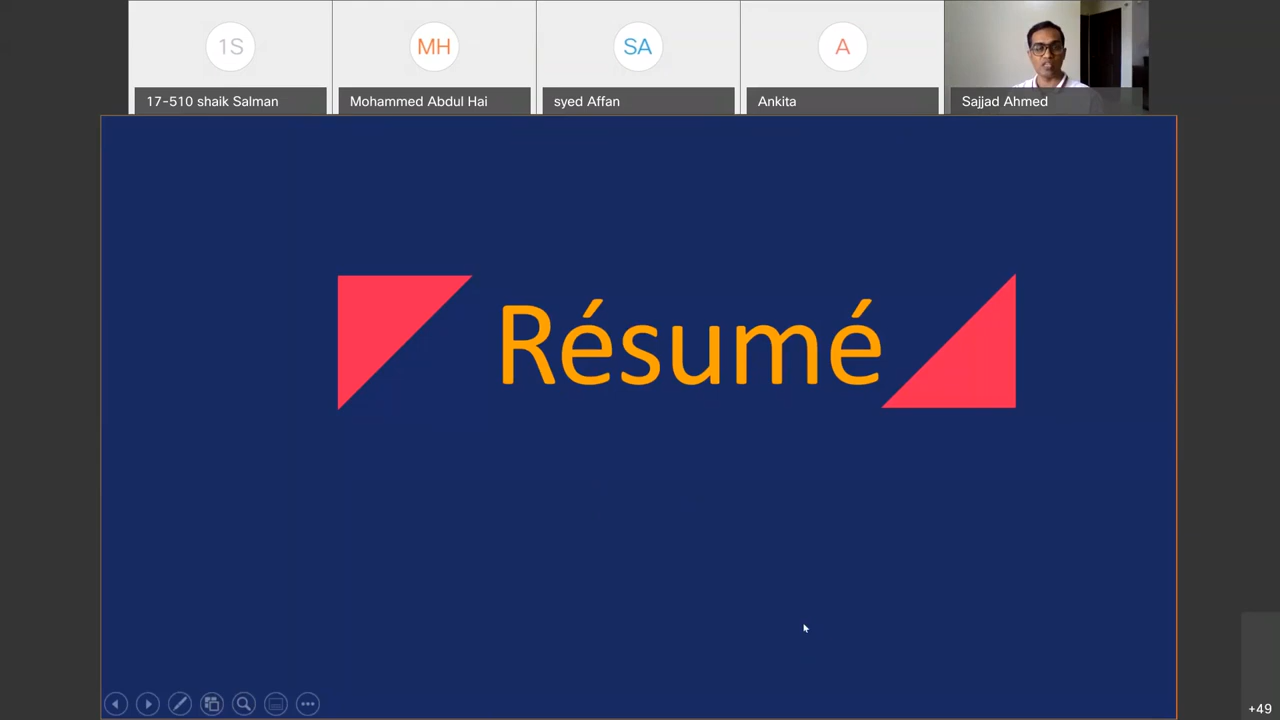 1S
MH
SA
A
17-510 shaik Salman
Mohammed Abdul Hai
syed Affan
Ankita
Sajjad Ahmed
Résumé
+49